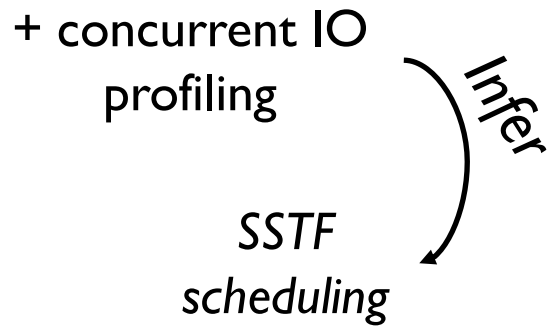 + concurrent IO
profiling
Infer
SSTF
scheduling